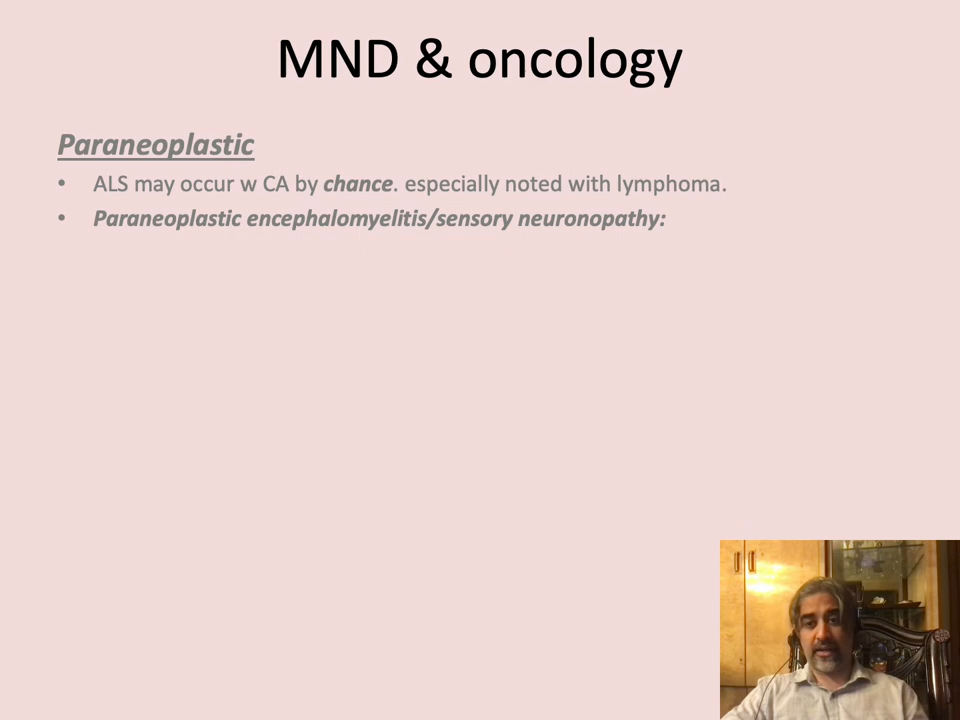 MND & oncology
Paraneoplastic
• ALS may occur w CA by chance. especially noted with lymphoma.
• Paraneoplastic encephalomyelitis/sensory neuronopathy: